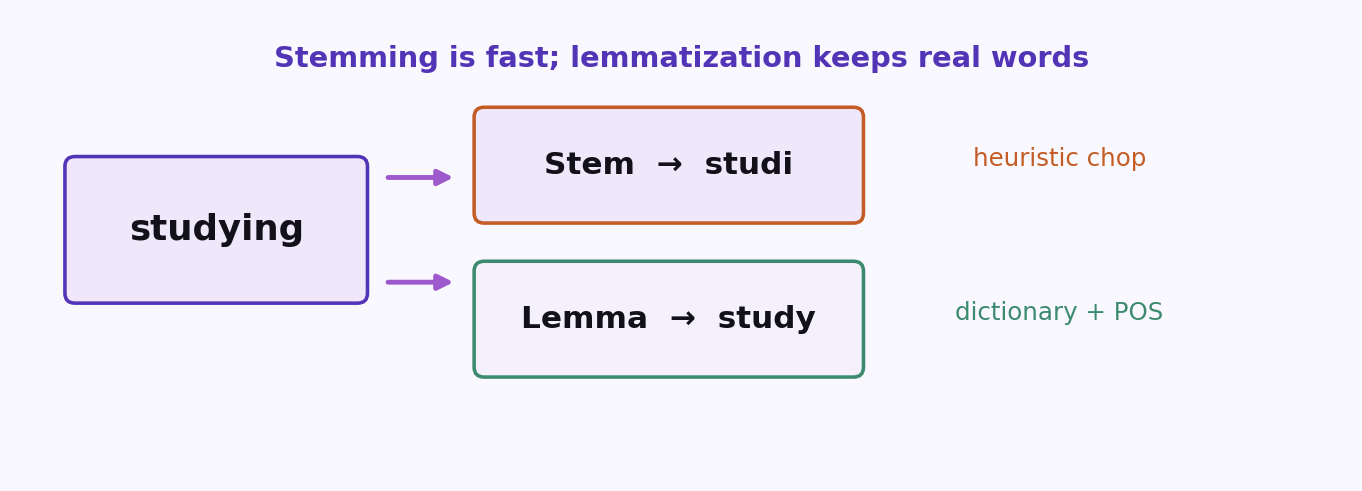 Stemming is fast; lemmatization keeps real words
studying
Stem → studi
heuristic chop
Lemma → study
dictionary + POS